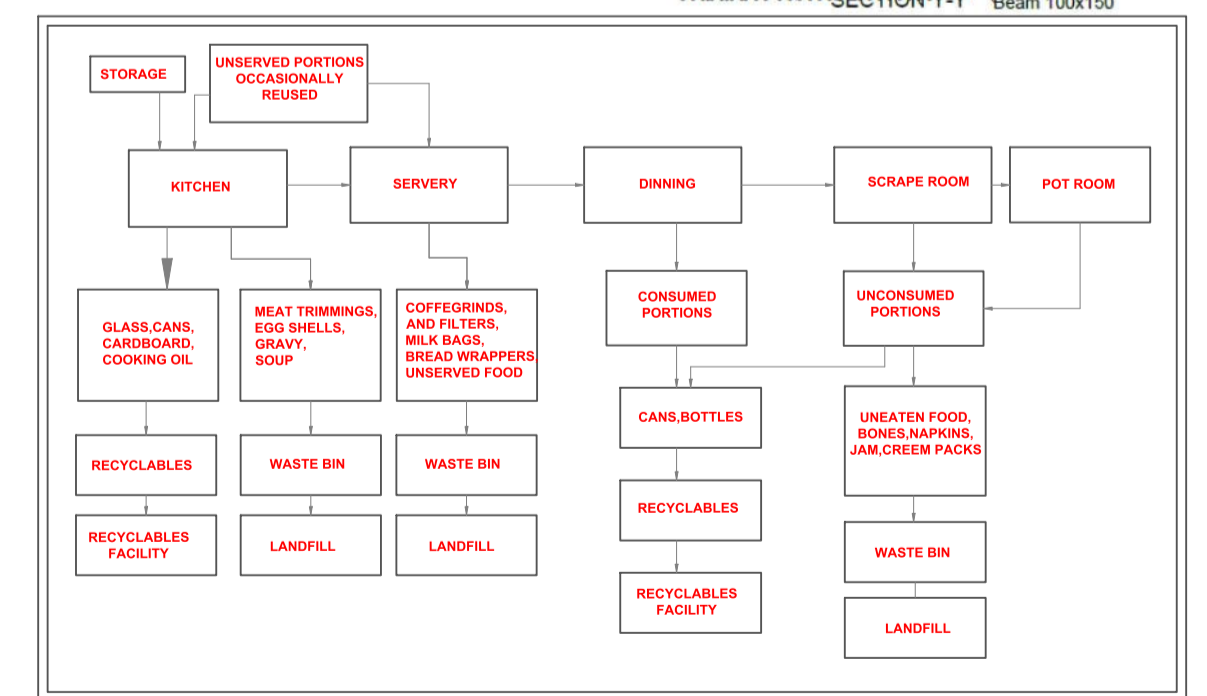 SECTION-Y-Y
Beam 100x150
STORAGE
UNSERVED PORTIONS
OCCASIONALLY
REUSED
KITCHEN
SERVERY
DINNING
SCRAPE ROOM
POT ROOM
GLASS,CANS,
CARDBOARD,
COOKING OIL
MEAT TRIMMINGS,
EGG SHELLS,
GRAVY,
SOUP
COFFEGRINDS,
AND FILTERS,
MILK BAGS,
BREAD WRAPPERS,
UNSERVED FOOD
CONSUMED
PORTIONS
UNCONSUMED
PORTIONS
CANS,BOTTLES
UNEATEN FOOD,
BONES,NAPKINS,
JAM,CREEM PACKS
RECYCLABLES
WASTE BIN
WASTE BIN
RECYCLABLES
WASTE BIN
RECYCLABLES
FACILITY
LANDFILL
LANDFILL
RECYCLABLES
FACILITY
LANDFILL